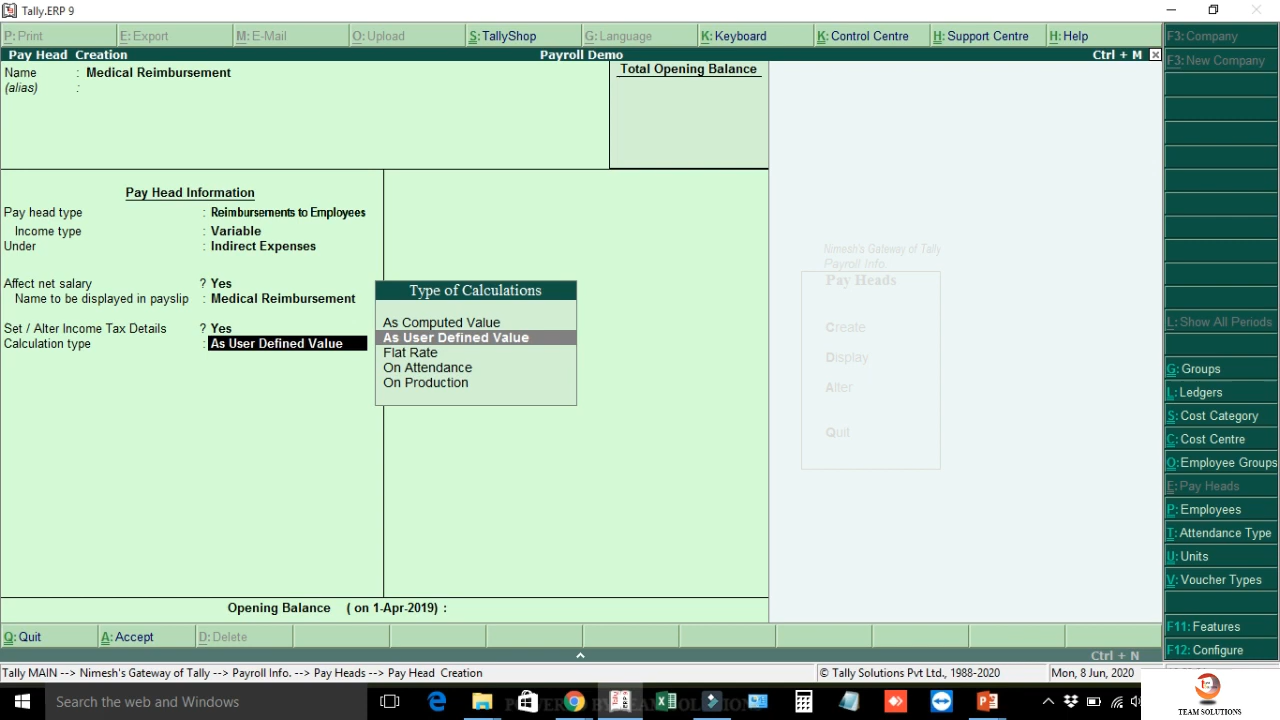 Tally.ERP 9
P: Print E: Export M: E-Mail O: Upload S: TallyShop G: Language K: Keyboard K: Control Centre H: Support Centre H: Help F3: Company
Pay Head Creation Payroll Demo Ctrl + M
F3: New Company
Name : Medical Reimbursement
(alias) :
Total Opening Balance
Pay Head Information
Pay head type : Reimbursements to Employees
Income type : Variable
Under : Indirect Expenses
Affect net salary ? Yes
Name to be displayed in payslip : Medical Reimbursement
Set / Alter Income Tax Details ? Yes
Calculation type : As User Defined Value
Type of Calculations
As Computed Value
As User Defined Value
Flat Rate
On Attendance
On Production
Nimesh's Gateway of Tally
Payroll Info.
Pay Heads
Create
Display
Alter
Quit
L: Show All Periods
G: Groups
L: Ledgers
S: Cost Category
C: Cost Centre
O: Employee Groups
E: Pay Heads
P: Employees
T: Attendance Type
U: Units
V: Voucher Types
F11: Features
F12: Configure
Opening Balance ( on 1-Apr-2019) :
Q: Quit A: Accept D: Delete
Ctrl + N
Tally MAIN --> Nimesh's Gateway of Tally --> Payroll Info. --> Pay Heads --> Pay Head Creation © Tally Solutions Pvt Ltd., 1988-2020 Mon, 8 Jun, 2020
Search the web and Windows
POWERED BY TEAM SOLUTIONS
TEAM SOLUTIONS